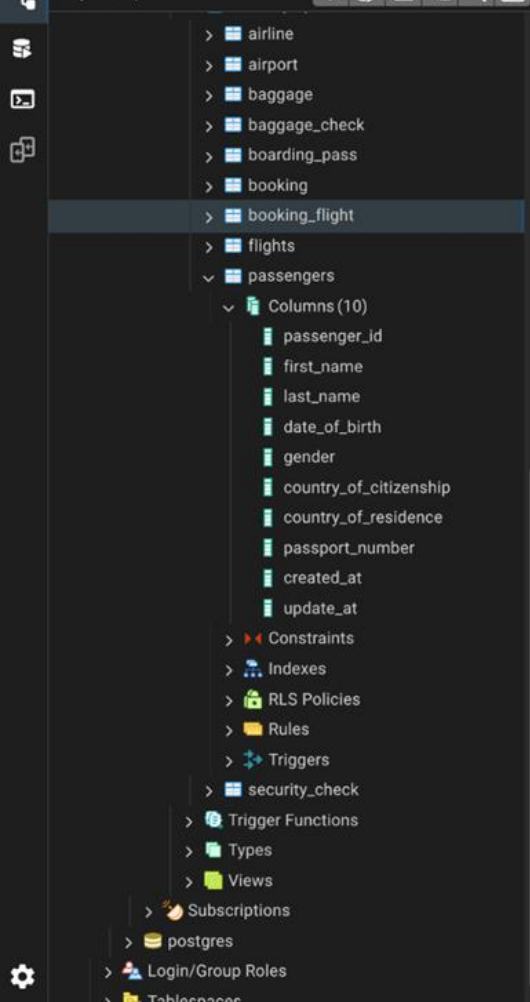 airline
airport
baggage
baggage_check
boarding_pass
booking
booking_flight
flights
passengers
Columns (10)
passenger_id
first_name
last_name
date_of_birth
gender
country_of_citizenship
country_of_residence
passport_number
created_at
update_at
Constraints
Indexes
RLS Policies
Rules
Triggers
security_check
Trigger Functions
Types
Views
Subscriptions
postgres
Login/Group Roles
Tablespaces